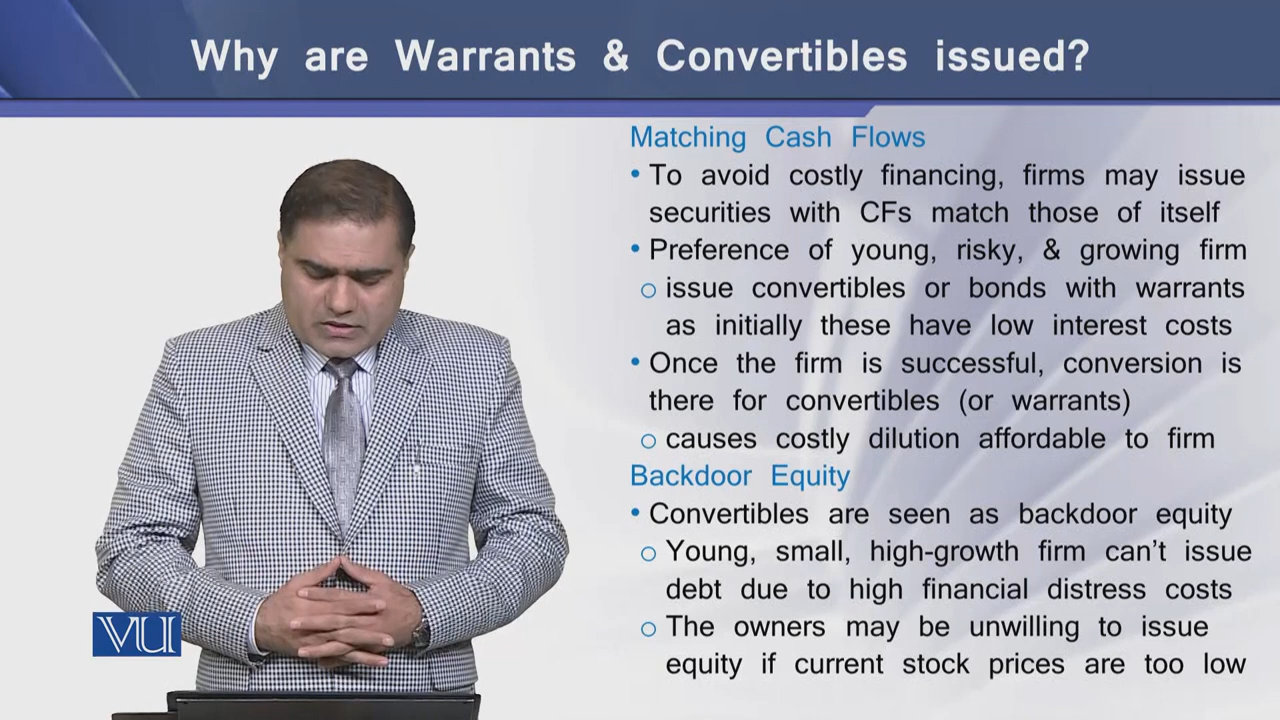 Why are Warrants & Convertibles issued?
Matching Cash Flows
• To avoid costly financing, firms may issue
securities with CFs match those of itself
• Preference of young, risky, & growing firm
o issue convertibles or bonds with warrants
as initially these have low interest costs
• Once the firm is successful, conversion is
there for convertibles (or warrants)
o causes costly dilution affordable to firm
Backdoor Equity
• Convertibles are seen as backdoor equity
o Young, small, high-growth firm can't issue
debt due to high financial distress costs
o The owners may be unwilling to issue
equity if current stock prices are too low
VU